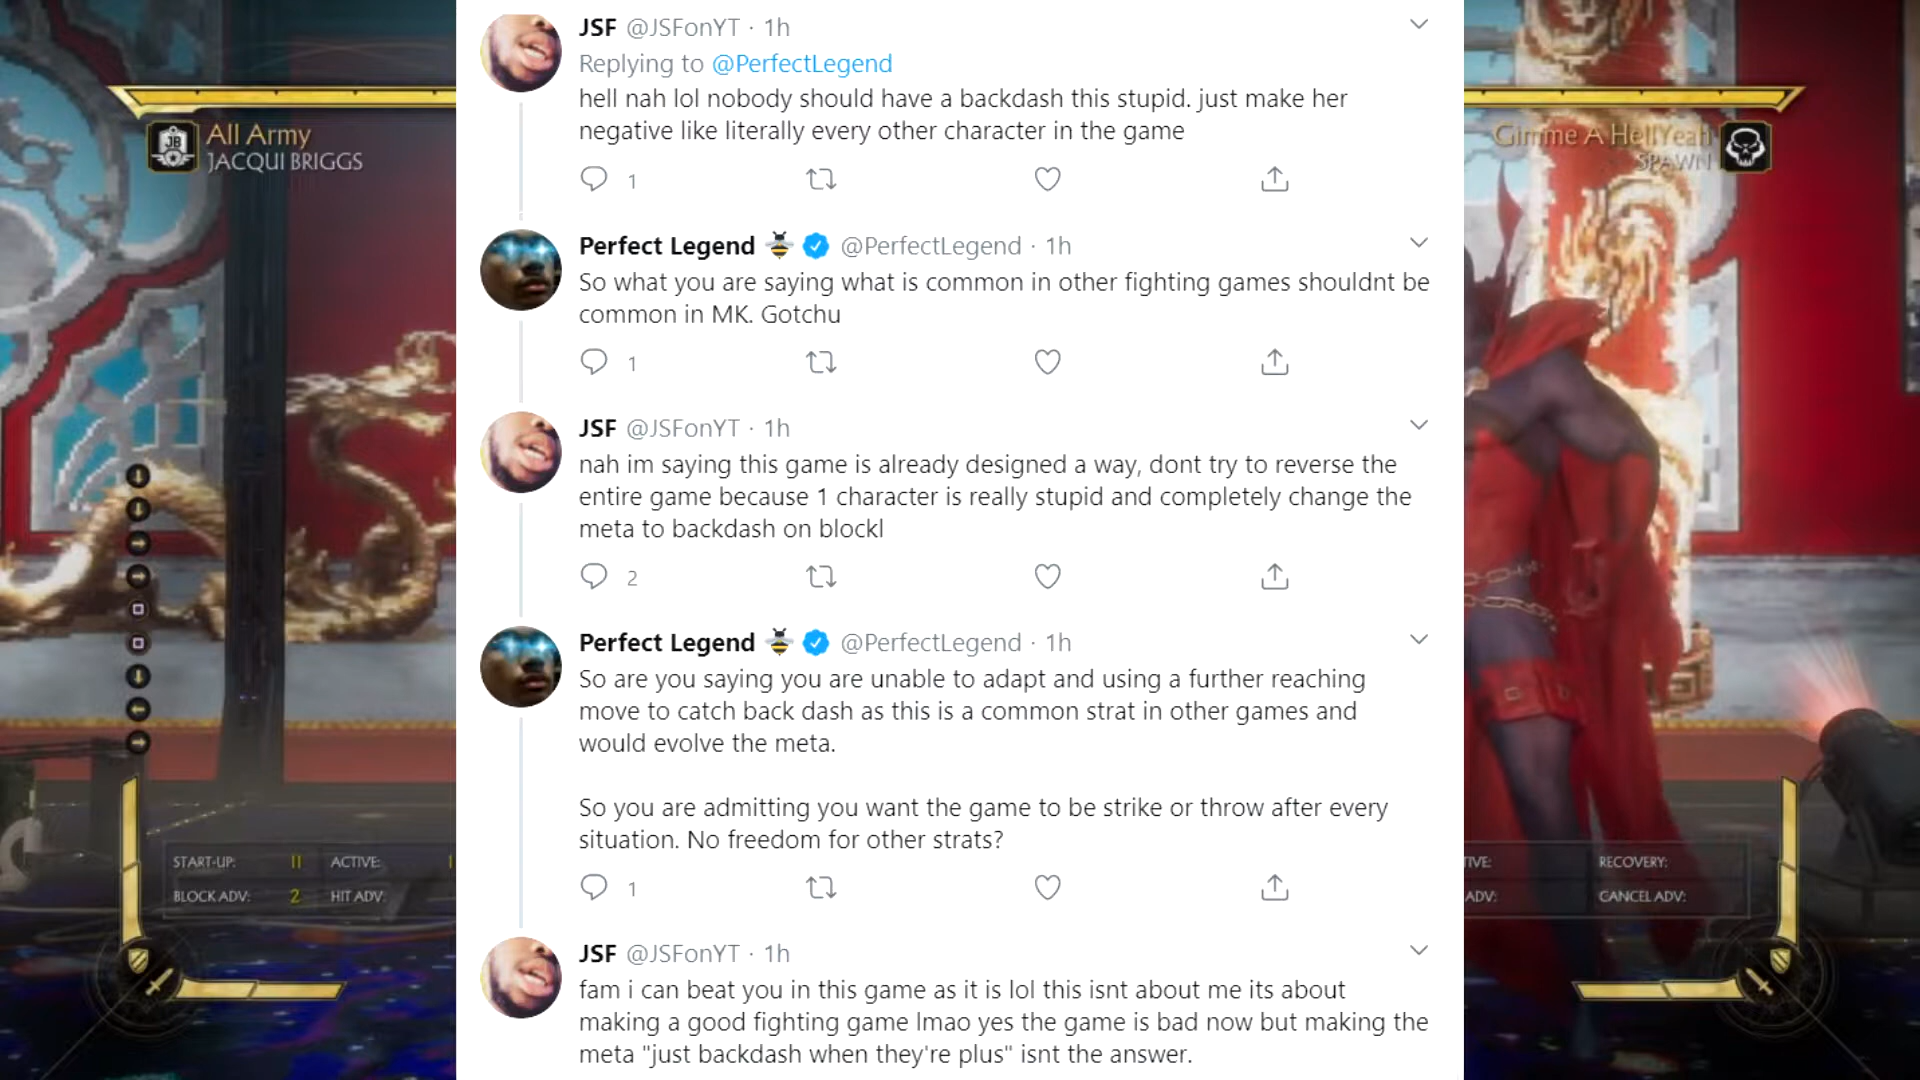 JSF @JSFonYT · 1h
Replying to @PerfectLegend
hell nah lol nobody should have a backdash this stupid. just make her
negative like literally every other character in the game
1
Perfect Legend 🐝 @PerfectLegend · 1h
So what you are saying what is common in other fighting games shouldnt be
common in MK. Gotchu
1
JSF @JSFonYT · 1h
nah im saying this game is already designed a way, dont try to reverse the
entire game because 1 character is really stupid and completely change the
meta to backdash on blockl
2
Perfect Legend 🐝 @PerfectLegend · 1h
So are you saying you are unable to adapt and using a further reaching
move to catch back dash as this is a common strat in other games and
would evolve the meta.
So you are admitting you want the game to be strike or throw after every
situation. No freedom for other strats?
1
JSF @JSFonYT · 1h
fam i can beat you in this game as it is lol this isnt about me its about
making a good fighting game lmao yes the game is bad now but making the
meta "just backdash when they're plus" isnt the answer.
All Army
JACQUI BRIGGS
JB
START-UP: 11 ACTIVE: 1
BLOCK ADV: 2 HIT ADV:
Gimme A HellYeah
SPAWN
TIVE: RECOVERY:
ADV: CANCEL ADV: